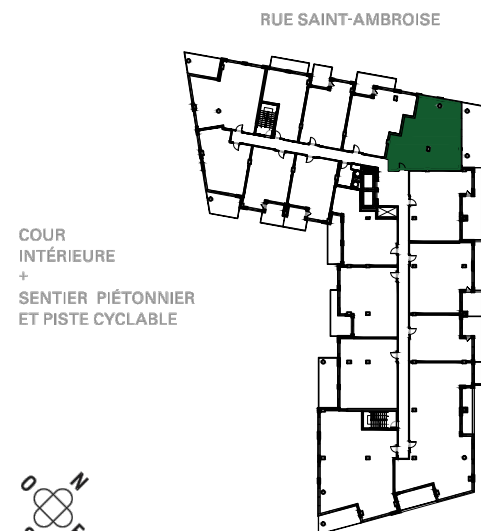 RUE SAINT-AMBROISE
COUR
INTÉRIEURE
+
SENTIER PIÉTONNIER
ET PISTE CYCLABLE
O N